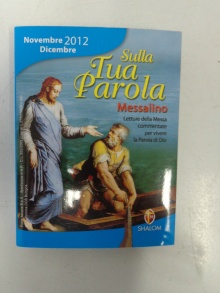 Novembre 2012
Dicembre
Sulla
Tua
Parola
Messalino
Letture della Messa
commentate
per vivere
la Parola di Dio
SHALOM